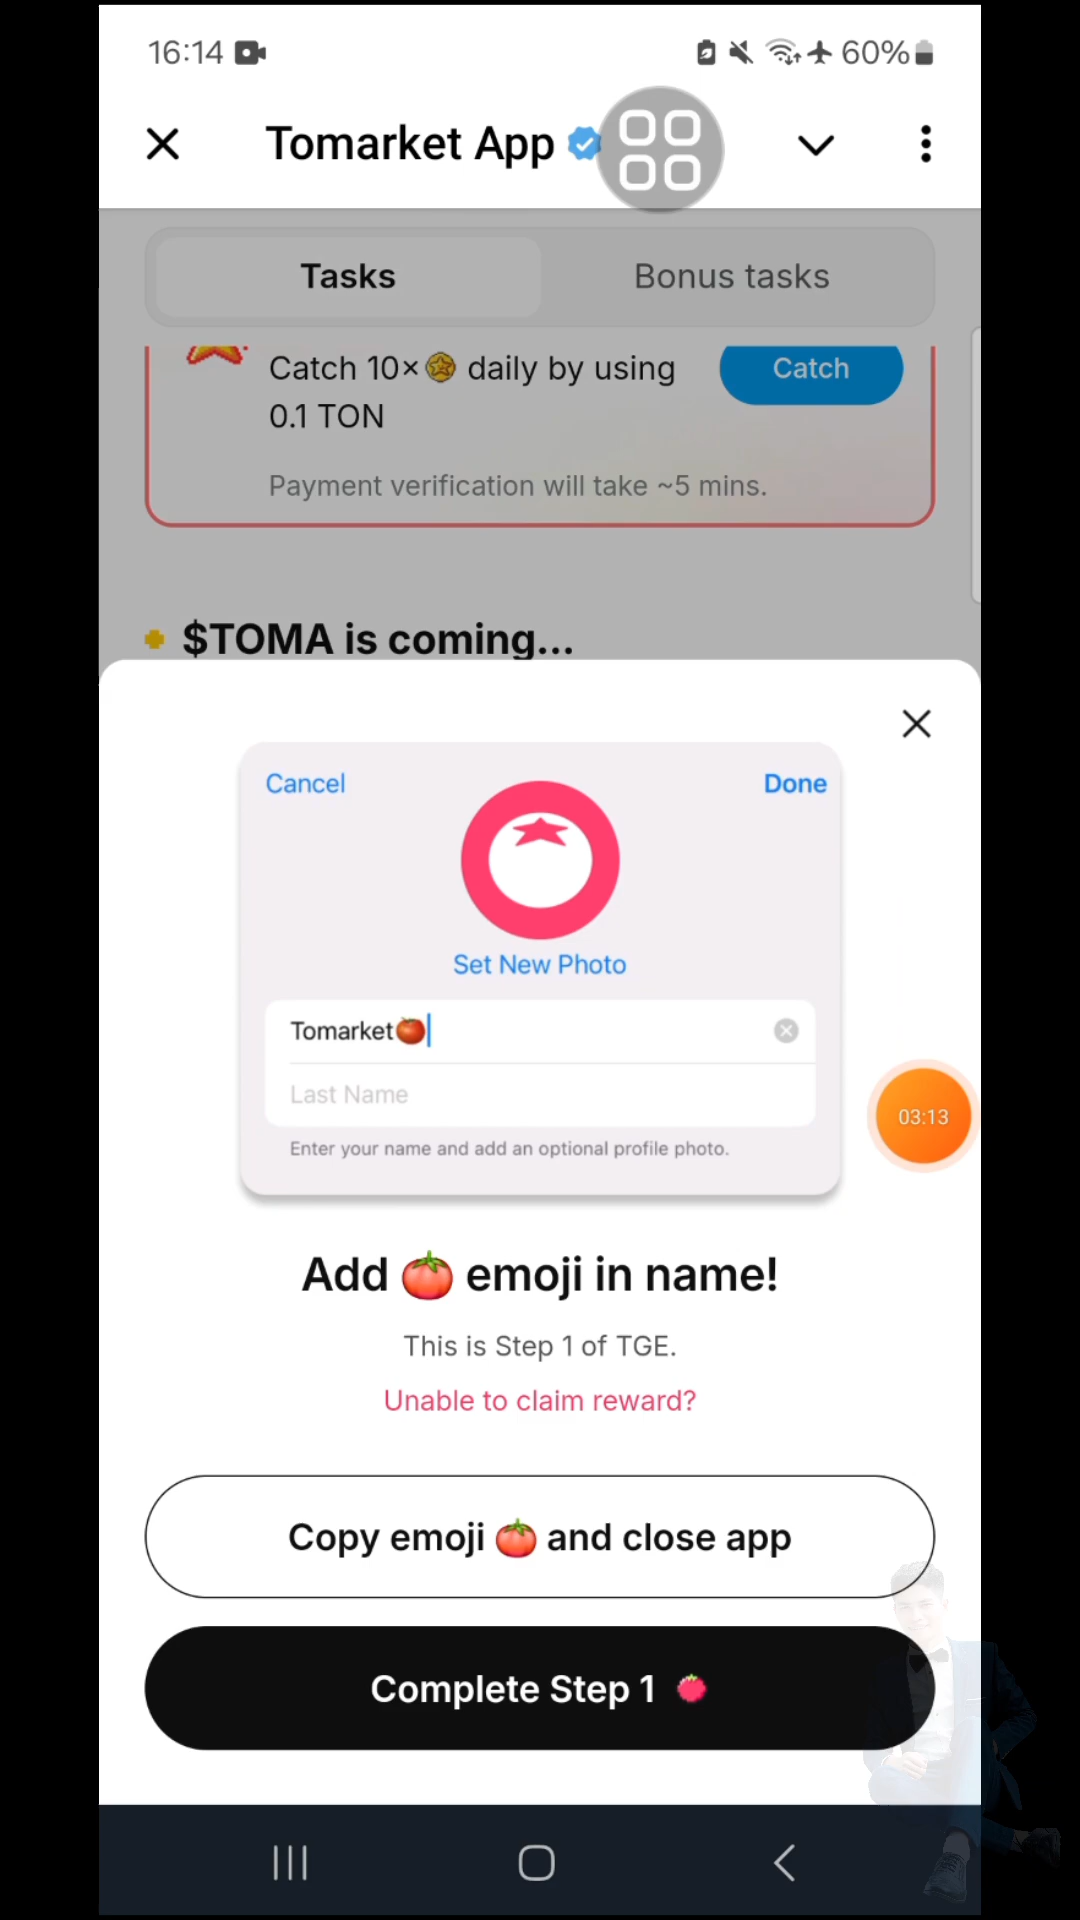 16:14
60%
Tomarket App
Tasks
Bonus tasks
Catch 10× daily by using
0.1 TON
Catch
Payment verification will take ~5 mins.
$TOMA is coming...
Cancel
Done
Set New Photo
Tomarket🍅
Last Name
Enter your name and add an optional profile photo.
03:13
Add 🍅 emoji in name!
This is Step 1 of TGE.
Unable to claim reward?
Copy emoji 🍅 and close app
Complete Step 1